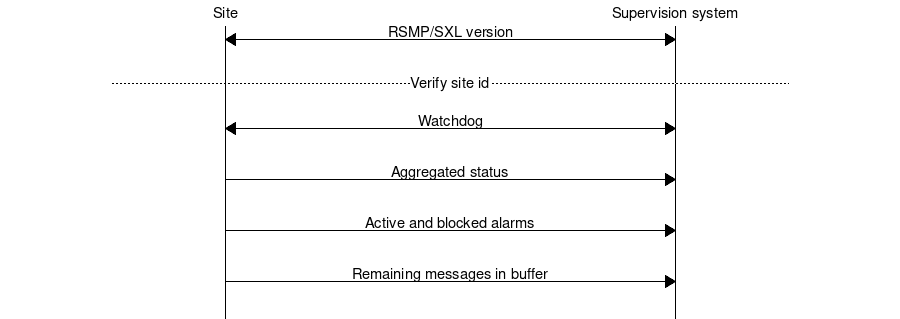 Site
Supervision system
RSMP/SXL version
Verify site id
Watchdog
Aggregated status
Active and blocked alarms
Remaining messages in buffer